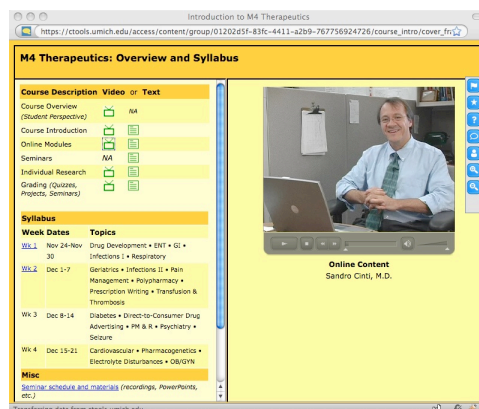 Introduction to M4 Therapeutics
https://ctools.umich.edu/access/content/group/01202d5f-83fc-4411-a2b9-767756924726/course_intro/cover_fra
M4 Therapeutics: Overview and Syllabus
Course Description Video or Text
Course Overview
(Student Perspective) NA
Course Introduction
Online Modules
Seminars NA
Individual Research
Grading (Quizzes,
Projects, Seminars)
Syllabus
Week Dates Topics
Wk 1 Nov 24-Nov Drug Development • ENT • GI •
30 Infections I • Respiratory
Wk 2 Dec 1-7 Geriatrics • Infections II • Pain
Management • Polypharmacy •
Prescription Writing • Transfusion &
Thrombosis
Wk 3 Dec 8-14 Diabetes • Direct-to-Consumer Drug
Advertising • PM & R • Psychiatry •
Seizure
Wk 4 Dec 15-21 Cardiovascular • Pharmacogenetics •
Electrolyte Disturbances • OB/GYN
Misc
Seminar schedule and materials (recordings, PowerPoints,
etc.)
Online Content
Sandro Cinti, M.D.
Transferring data from ctools.umich.edu